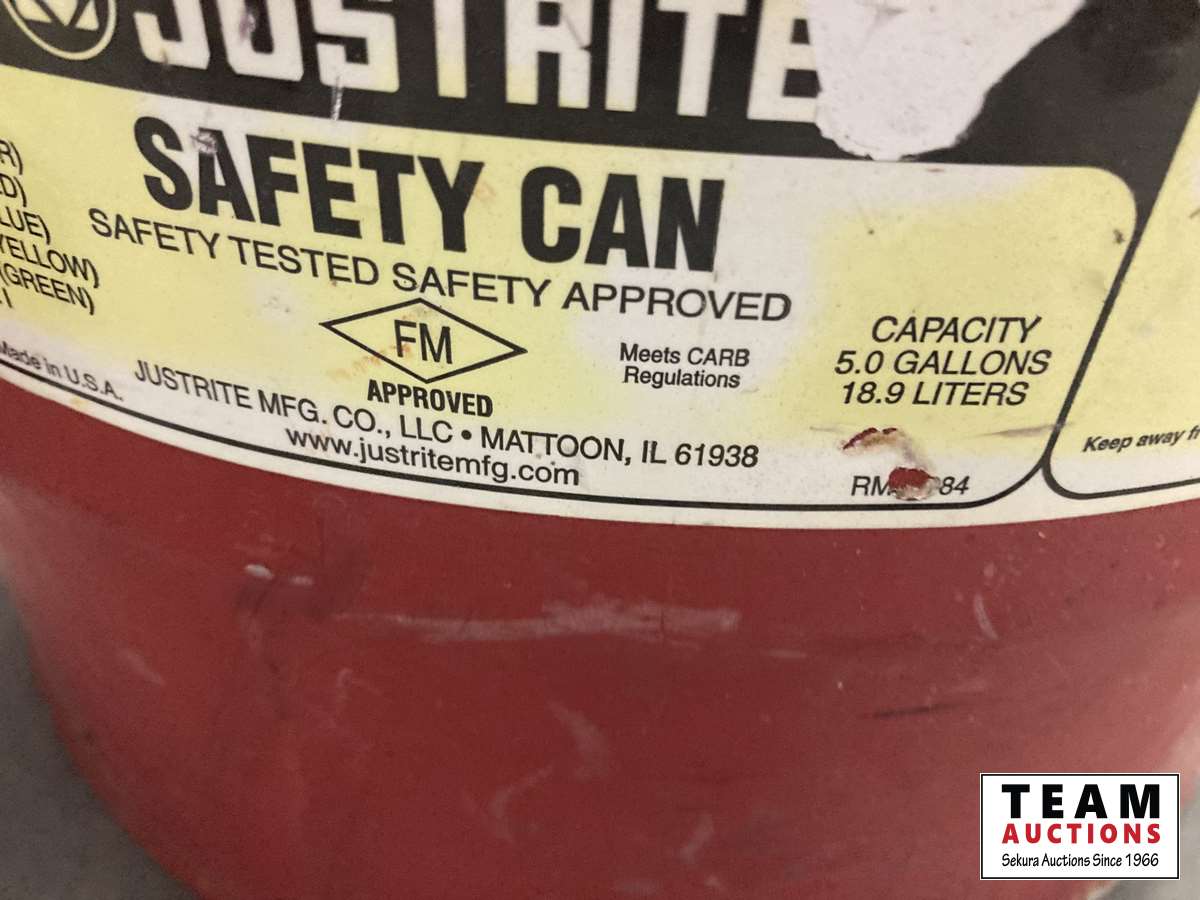 JUSTRITE
SAFETY CAN
SAFETY TESTED SAFETY APPROVED
R)
ED)
LUE)
YELLOW)
(GREEN)
FM
APPROVED
Meets CARB
Regulations
CAPACITY
5.0 GALLONS
18.9 LITERS
Made in U.S.A.
JUSTRITE MFG. CO., LLC • MATTOON, IL 61938
www.justritemfg.com
Keep away
TEAM
AUCTIONS
Sekura Auctions Since 1966